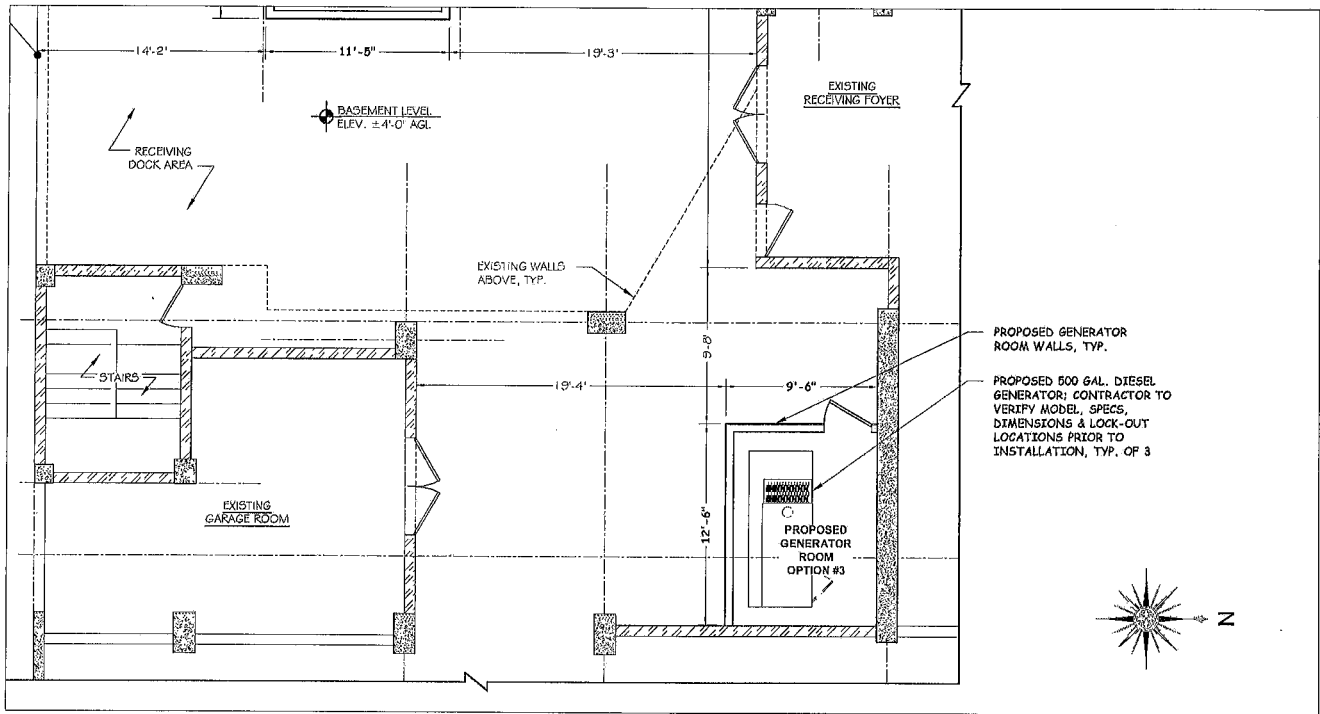 14'-2"
11'-5"
19'-3"
EXISTING
RECEIVING FOYER
BASEMENT LEVEL
ELEV. ±4'-0" AGL
RECEIVING
DOCK AREA
EXISTING WALLS
ABOVE, TYP.
9'-8"
PROPOSED GENERATOR
ROOM WALLS, TYP.
STAIRS
19'-4"
9'-6"
PROPOSED 500 GAL. DIESEL
GENERATOR; CONTRACTOR TO
VERIFY MODEL, SPECS,
DIMENSIONS & LOCK-OUT
LOCATIONS PRIOR TO
INSTALLATION, TYP. OF 3
EXISTING
GARAGE ROOM
12'-6"
PROPOSED
GENERATOR
ROOM
OPTION #3
N